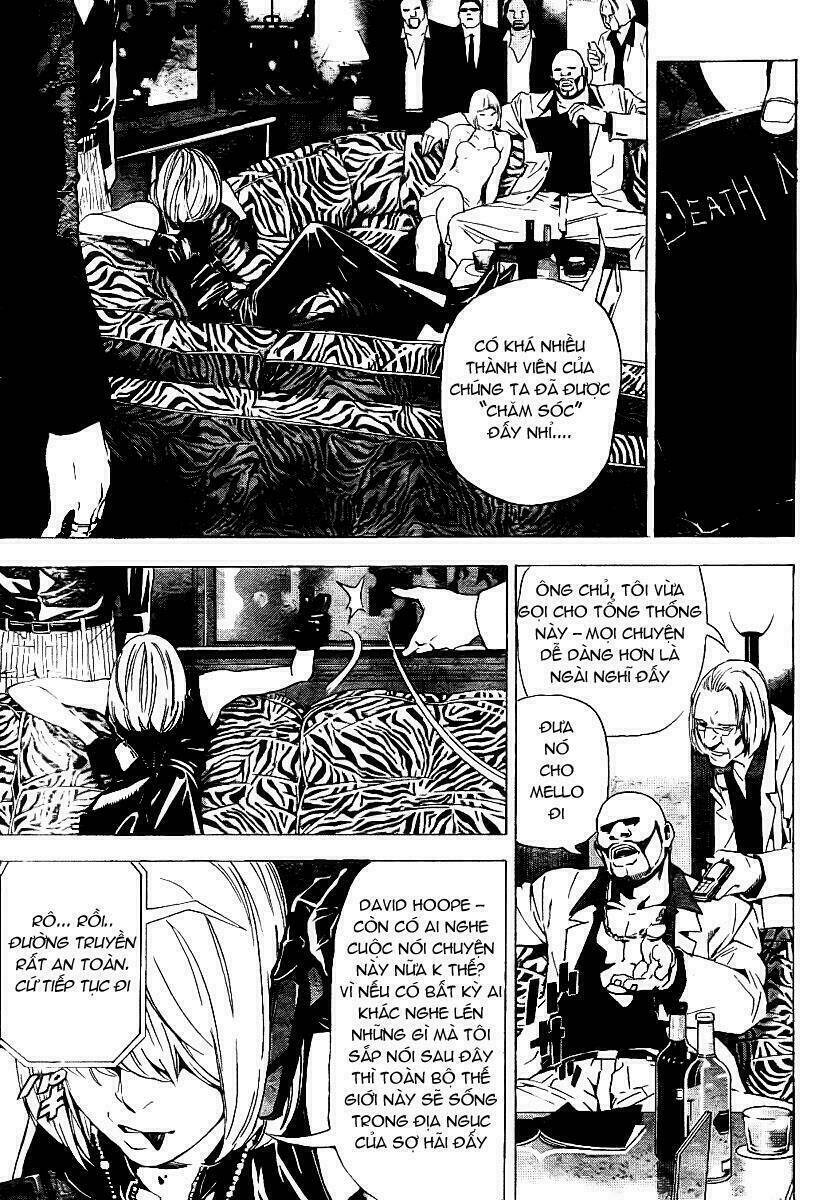 DEATH N
CÓ KHÁ NHIỀU
THÀNH VIÊN CỦA
CHÚNG TA ĐÃ ĐƯỢC
"CHĂM SÓC"
ĐẤY NHỈ....
ÔNG CHỦ, TÔI VỪA
GỌI CHO TỔNG THỐNG
NÀY – MỌI CHUYỆN
DỄ DÀNG HƠN LÀ
NGÀI NGHĨ ĐẤY
ĐƯA
NÓ
CHO
MELLO
ĐI
DAVID HOOPE –
CÒN CÓ AI NGHE
CUỘC NÓI CHUYỆN
NÀY NỮA K THẾ?
VÌ NẾU CÓ BẤT KỲ AI
KHÁC NGHE LÉN
NHỮNG GÌ MÀ TÔI
SẮP NÓI SAU ĐÂY
THÌ TOÀN BỘ THẾ
GIỚI NÀY SẼ SỐNG
TRONG ĐỊA NGỤC
CỦA SỢ HÃI ĐẤY
RÔ... RỒI..
ĐƯỜNG TRUYỀN
RẤT AN TOÀN.
CỨ TIẾP TỤC ĐI
パキ